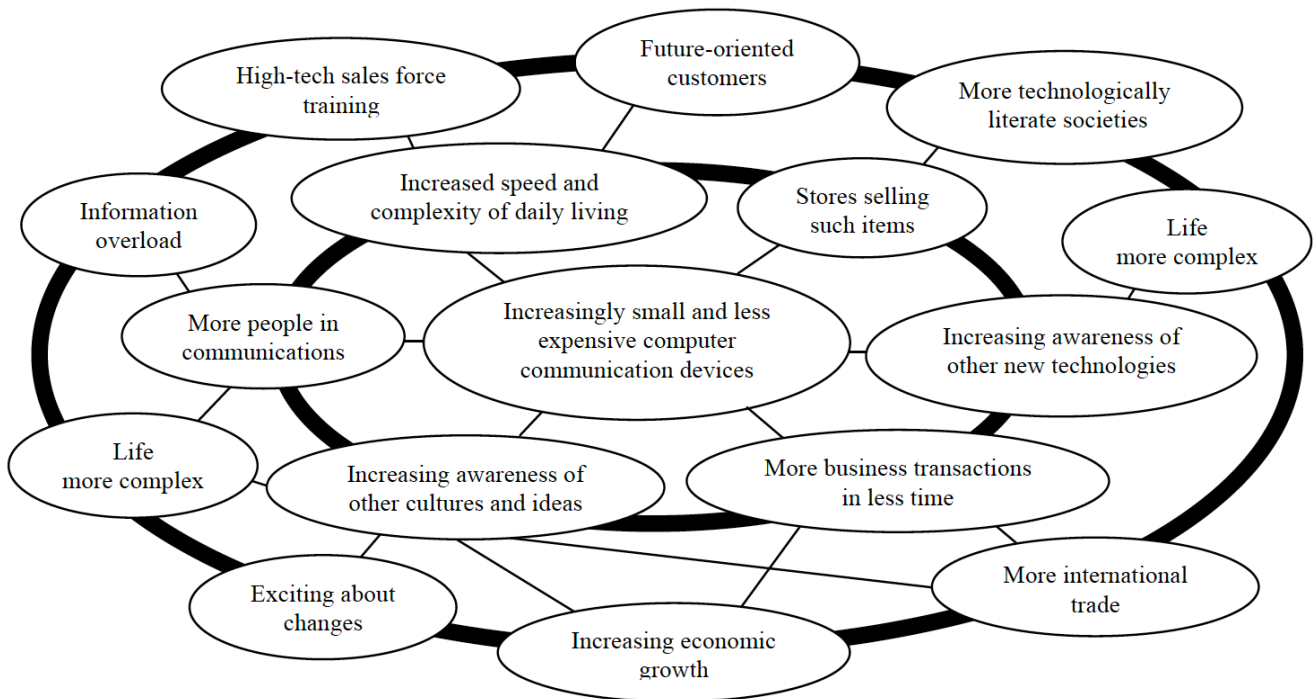 Future-oriented
customers
High-tech sales force
training
More technologically
literate societies
Increased speed and
complexity of daily living
Stores selling
such items
Information
overload
Life
more complex
Increasingly small and less
expensive computer
communication devices
More people in
communications
Increasing awareness of
other new technologies
Life
more complex
Increasing awareness of
other cultures and ideas
More business transactions
in less time
Exciting about
changes
More international
trade
Increasing economic
growth